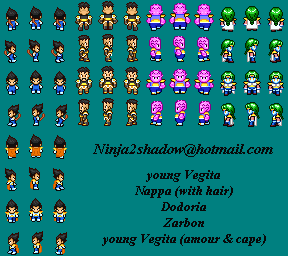 Ninja2shadow@hotmail.com
young Vegita
Nappa (with hair)
Dodoria
Zarbon
young Vegita (amour & cape)